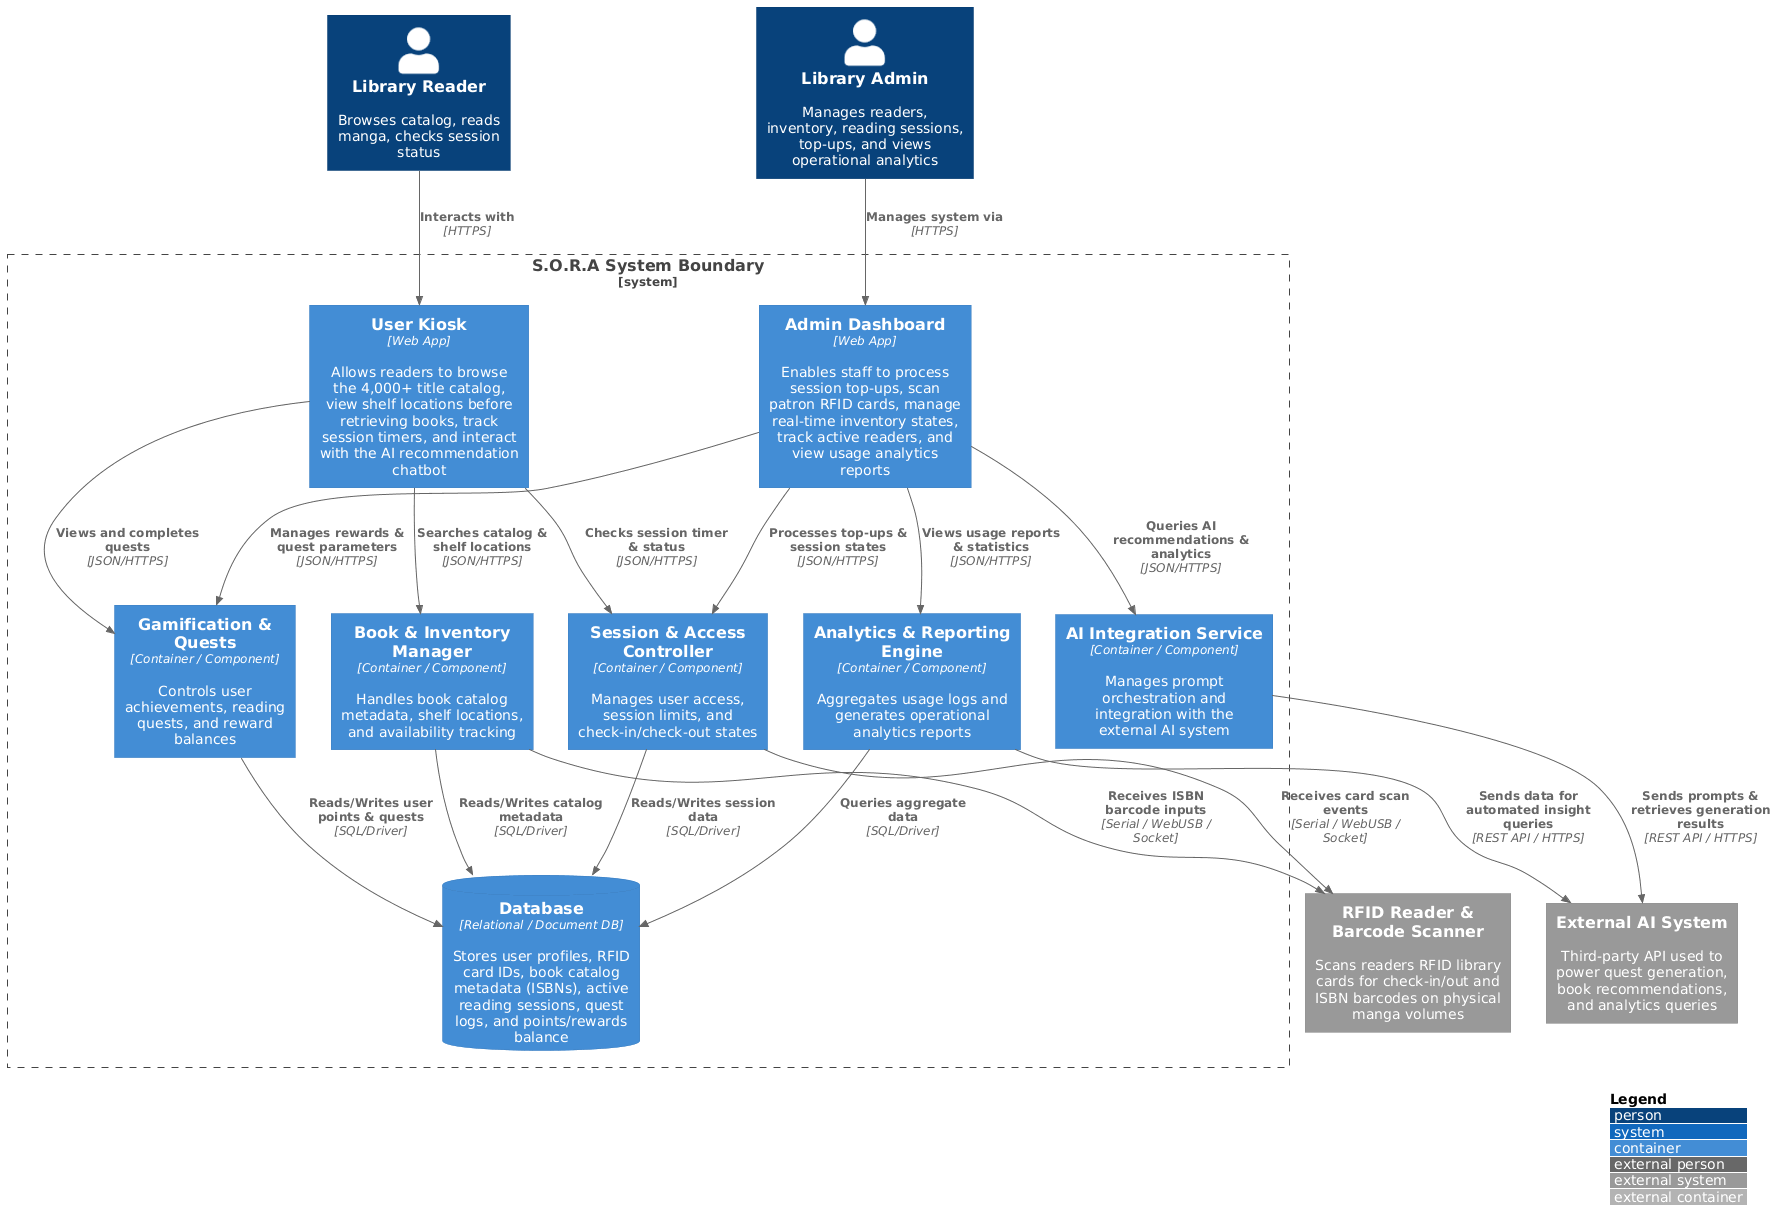 Library Reader
Browses catalog, reads
manga, checks session
status
Library Admin
Manages readers,
inventory, reading sessions,
top-ups, and views
operational analytics
Interacts with
[HTTPS]
Manages system via
[HTTPS]
S.O.R.A System Boundary
[system]
User Kiosk
[Web App]
Allows readers to browse
the 4,000+ title catalog,
view shelf locations before
retrieving books, track
session timers, and interact
with the AI recommendation
chatbot
Admin Dashboard
[Web App]
Enables staff to process
session top-ups, scan
patron RFID cards, manage
real-time inventory states,
track active readers, and
view usage analytics
reports
Views and completes
quests
[JSON/HTTPS]
Manages rewards &
quest parameters
[JSON/HTTPS]
Searches catalog &
shelf locations
[JSON/HTTPS]
Checks session timer
& status
[JSON/HTTPS]
Processes top-ups &
session states
[JSON/HTTPS]
Views usage reports
& statistics
[JSON/HTTPS]
Queries AI
recommendations &
analytics
[JSON/HTTPS]
Gamification &
Quests
[Container / Component]
Controls user
achievements, reading
quests, and reward
balances
Book & Inventory
Manager
[Container / Component]
Handles book catalog
metadata, shelf locations,
and availability tracking
Session & Access
Controller
[Container / Component]
Manages user access,
session limits, and
check-in/check-out states
Analytics & Reporting
Engine
[Container / Component]
Aggregates usage logs and
generates operational
analytics reports
AI Integration Service
[Container / Component]
Manages prompt
orchestration and
integration with the
external AI system
Reads/Writes user
points & quests
[SQL/Driver]
Reads/Writes catalog
metadata
[SQL/Driver]
Reads/Writes session
data
[SQL/Driver]
Queries aggregate
data
[SQL/Driver]
Receives ISBN
barcode inputs
[Serial / WebUSB /
Socket]
Receives card scan
events
[Serial / WebUSB /
Socket]
Sends data for
automated insight
queries
[REST API / HTTPS]
Sends prompts &
retrieves generation
results
[REST API / HTTPS]
Database
[Relational / Document DB]
Stores user profiles, RFID
card IDs, book catalog
metadata (ISBNs), active
reading sessions, quest
logs, and points/rewards
balance
RFID Reader &
Barcode Scanner
Scans readers RFID library
cards for check-in/out and
ISBN barcodes on physical
manga volumes
External AI System
Third-party API used to
power quest generation,
book recommendations,
and analytics queries
Legend
person
system
container
external person
external system
external container